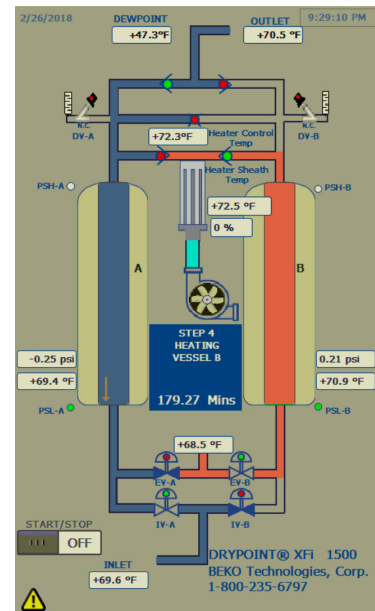 2/26/2018
DEWPOINT
OUTLET
9:29:10 PM
+47.3°F
+70.5 °F
N.C.
DV-A
N.C.
DV-B
+72.3°F
Heater Control
Temp
Heater Sheath
Temp
PSH-A
PSH-B
+72.5 °F
0 %
A
B
STEP 4
HEATING
VESSEL B
179.27 Mins
-0.25 psi
0.21 psi
+69.4 ºF
+70.9 ºF
PSL-A
PSL-B
+68.5 °F
EV-A
EV-B
IV-A
IV-B
START/STOP
OFF
INLET
+69.6 °F
DRYPOINT® XFi 1500
BEKO Technologies, Corp.
1-800-235-6797